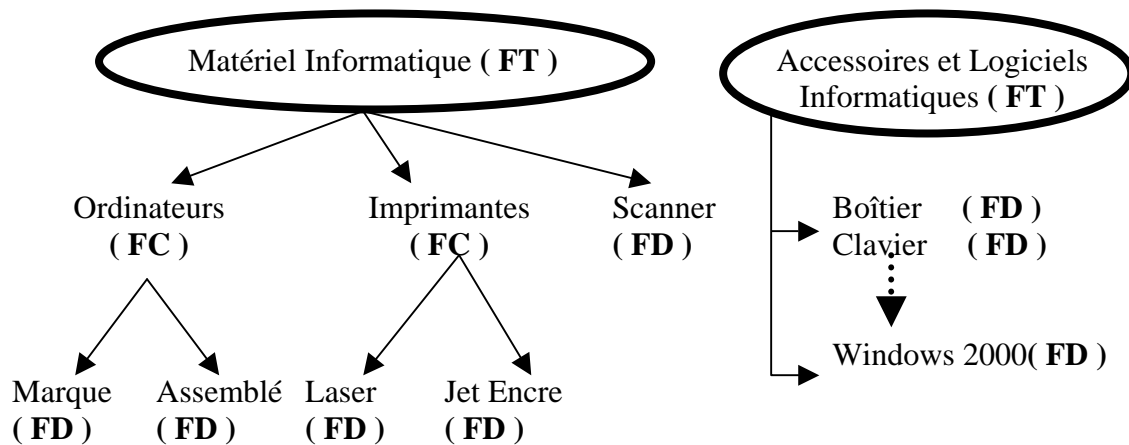 Matériel Informatique ( FT )
Accessoires et Logiciels
Informatiques ( FT )
Ordinateurs
( FC )
Imprimantes
( FC )
Scanner
( FD )
Boîtier ( FD )
Clavier ( FD )
Windows 2000( FD )
Marque
( FD )
Assemblé
( FD )
Laser
( FD )
Jet Encre
( FD )